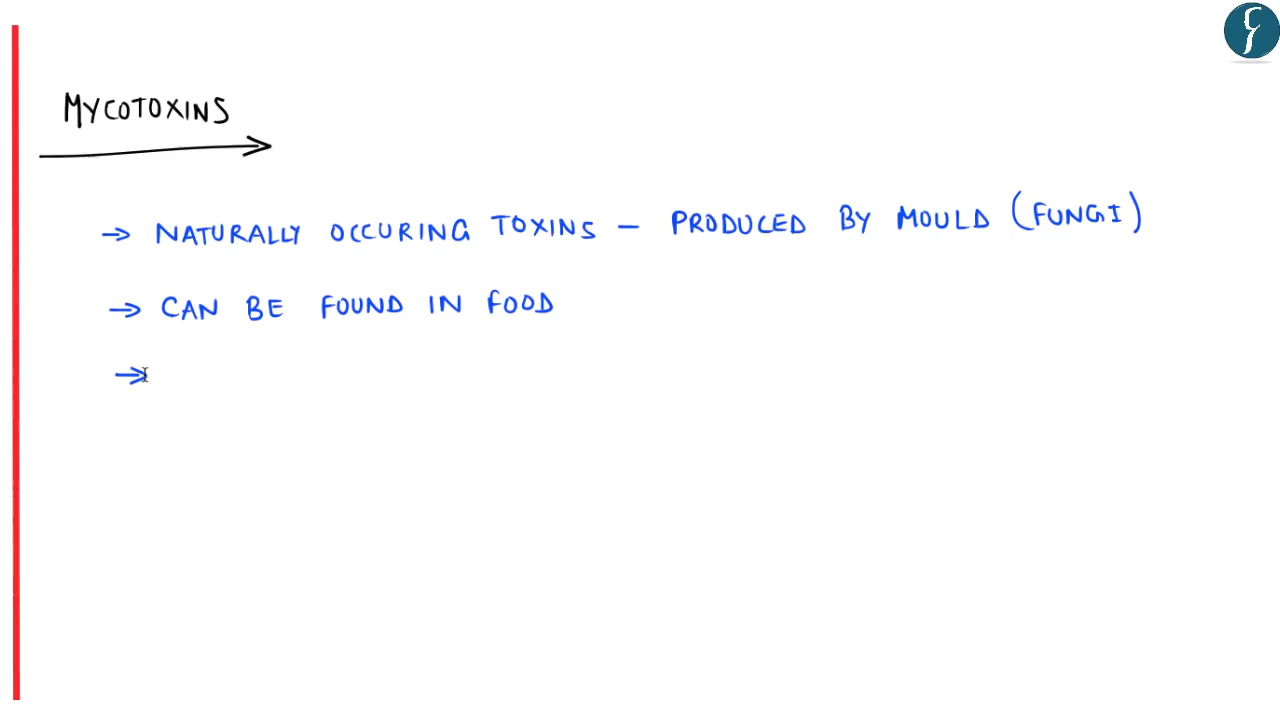 MYCOTOXINS
→ NATURALLY OCCURING TOXINS – PRODUCED BY MOULD (FUNGI)
→ CAN BE FOUND IN FOOD
→